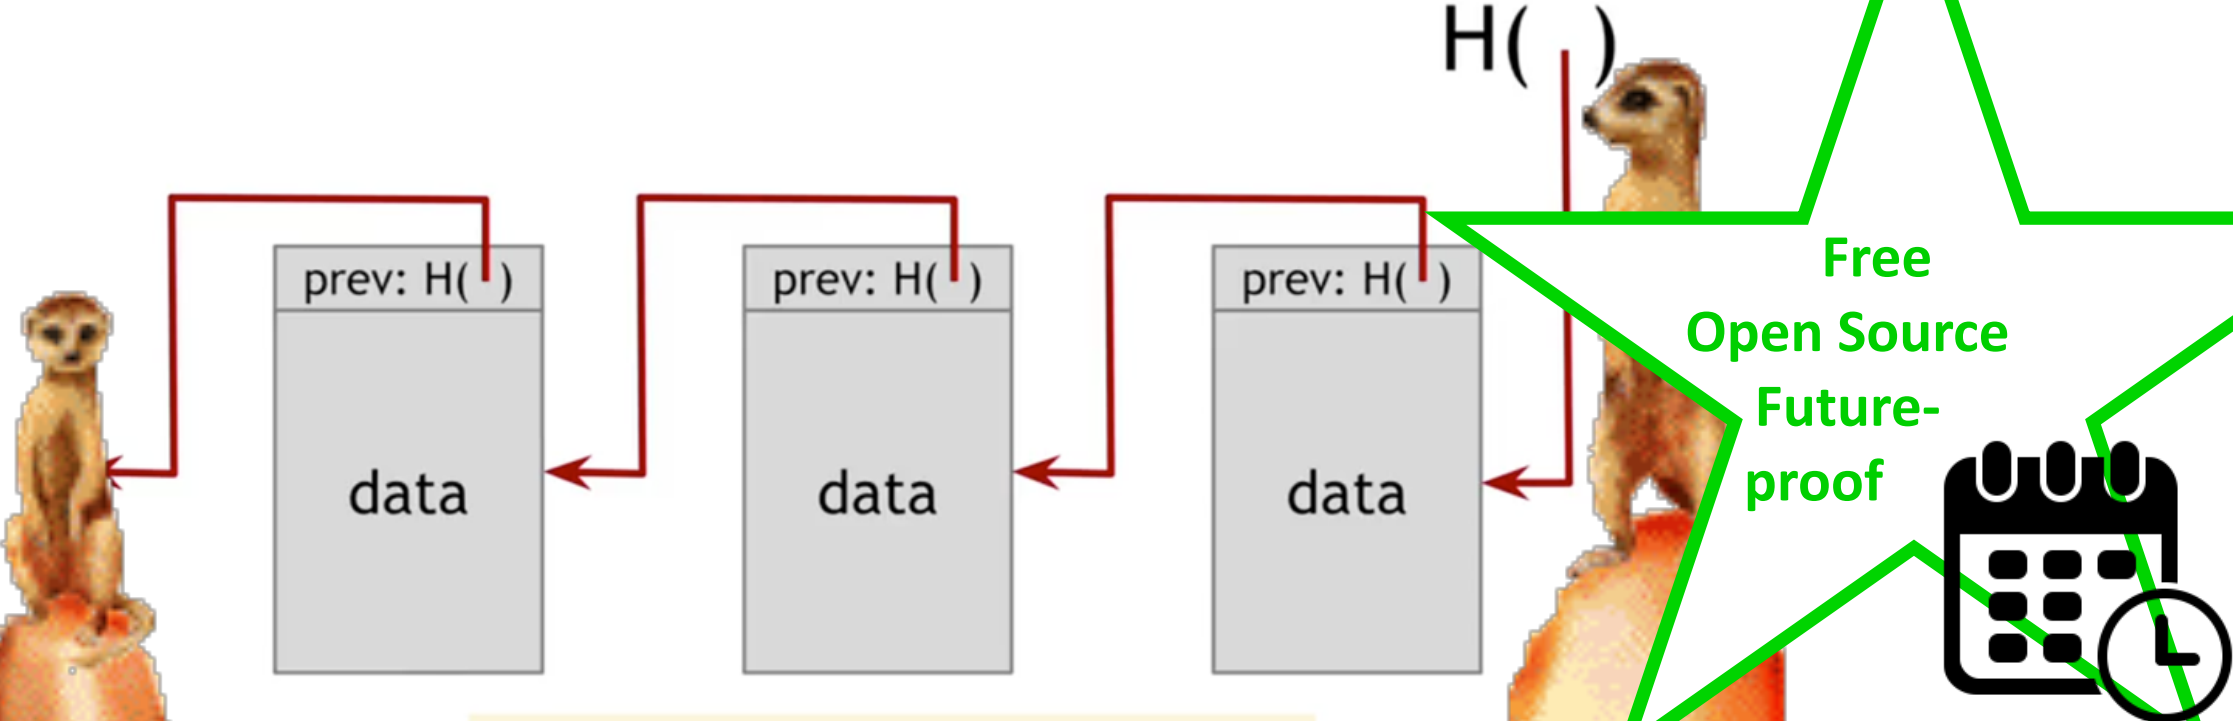 H( )
prev: H( )
prev: H( )
prev: H( )
data
data
data
Free
Open Source
Future-
proof